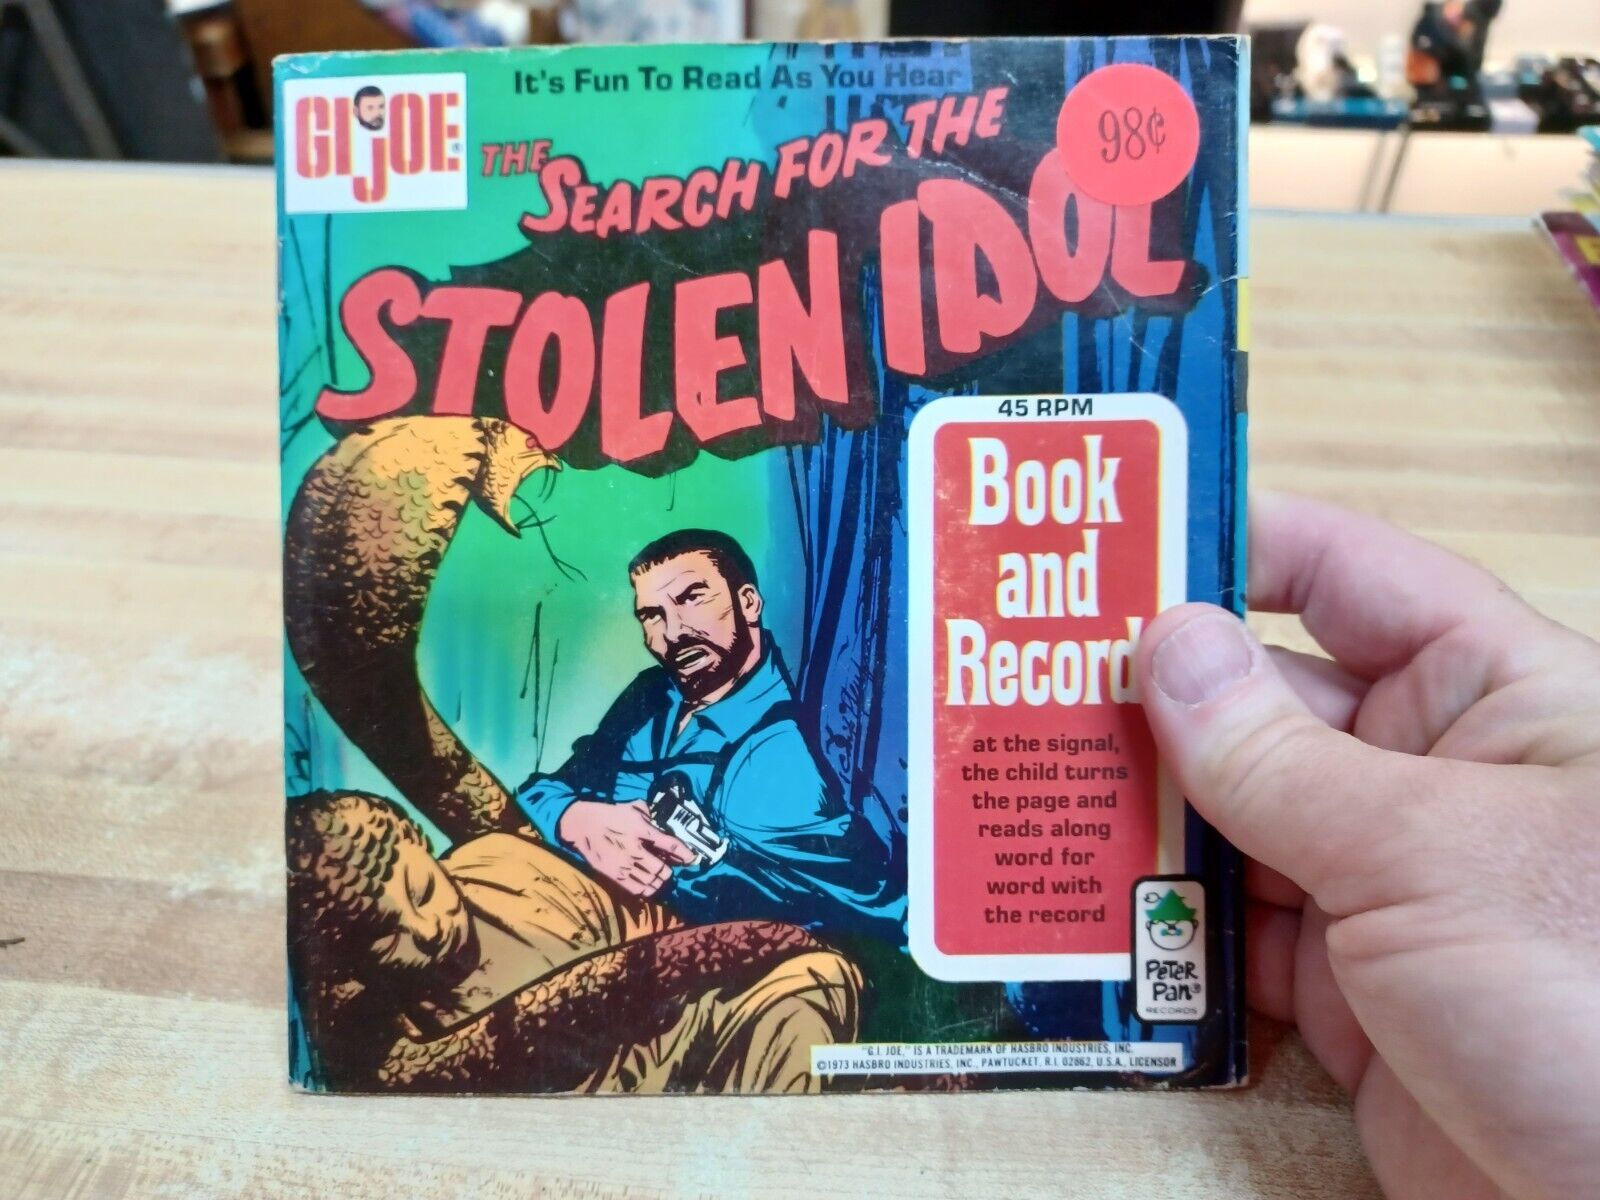 GIJOE®
It's Fun To Read As You Hear
THE SEARCH FOR THE
STOLEN IDOL
98¢
45 RPM
Book
and
Record
at the signal,
the child turns
the page and
reads along
word for
word with
the record
PETER
PAN®
RECORDS
"G.I. JOE," IS A TRADEMARK OF HASBRO INDUSTRIES, INC.
©1973 HASBRO INDUSTRIES, INC., PAWTUCKET, R.I. 02862, U.S.A., LICENSOR